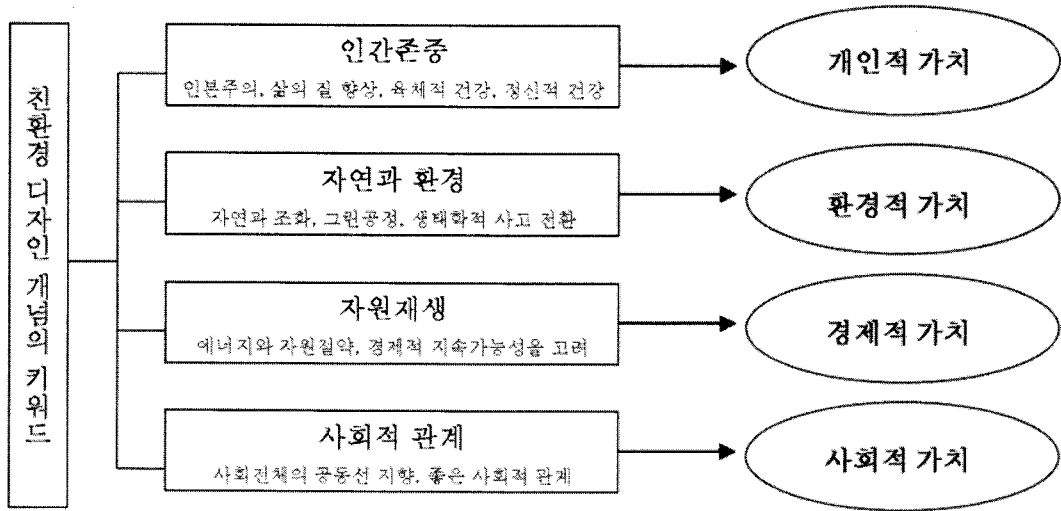 친환경 디자인 개념의 키워드
인간존중
인본주의, 삶의 질 향상, 육체적 건강, 정신적 건강
개인적 가치
자연과 환경
자연과 조화, 그린공정, 생태학적 사고 전환
환경적 가치
자원재생
에너지와 자원절약, 경제적 지속가능성을 고려
경제적 가치
사회적 관계
사회전체의 공동선 지향, 좋은 사회적 관계
사회적 가치